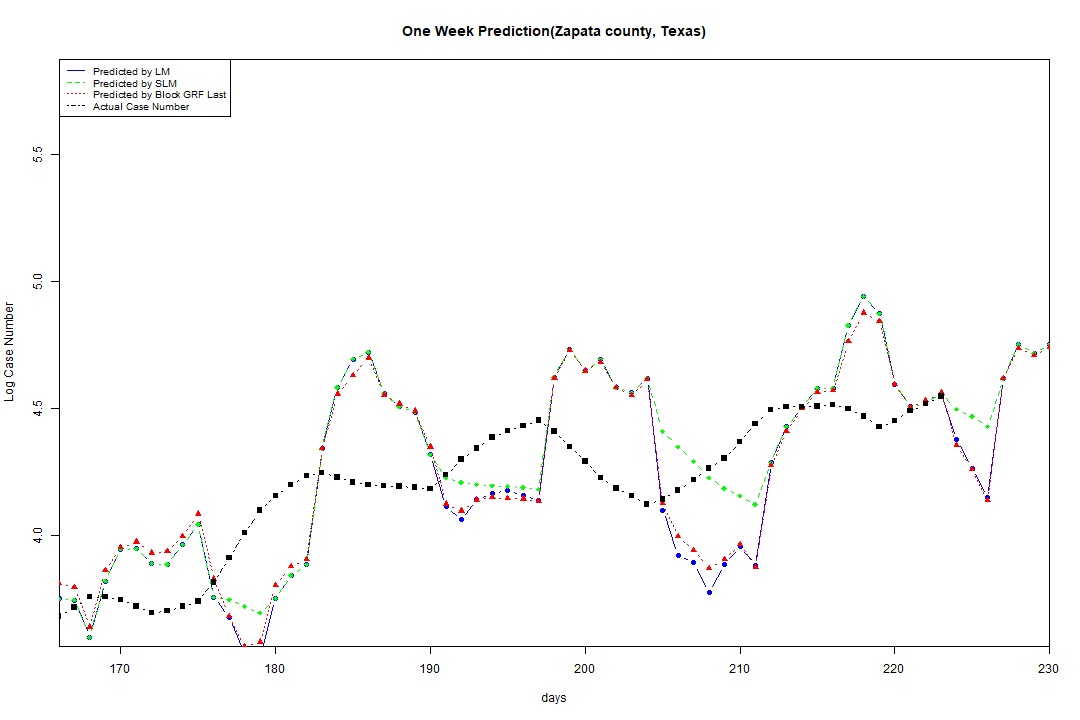 One Week Prediction(Zapata county, Texas)
Predicted by LM
Predicted by SLM
Predicted by Block GRF Last
Actual Case Number
5.5
5.0
4.5
4.0
Log Case Number
170 180 190 200 210 220 230
days